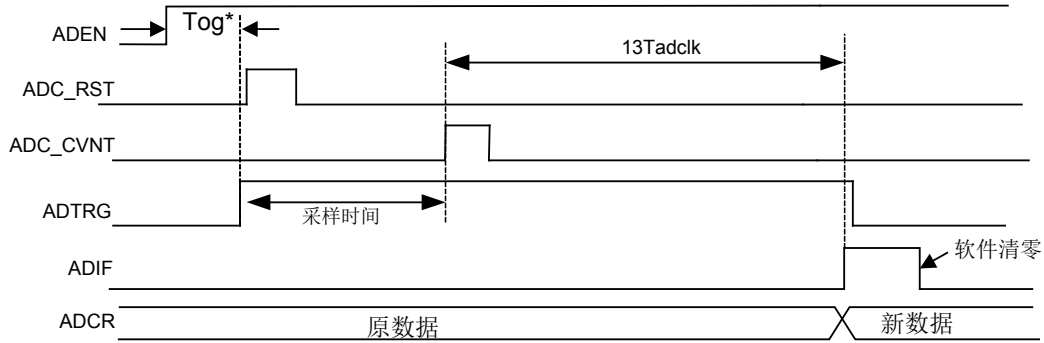 ADEN
Tog*
13Tadclk
ADC_RST
ADC_CVNT
ADTRG
采样时间
ADIF
软件清零
ADCR
原数据
新数据